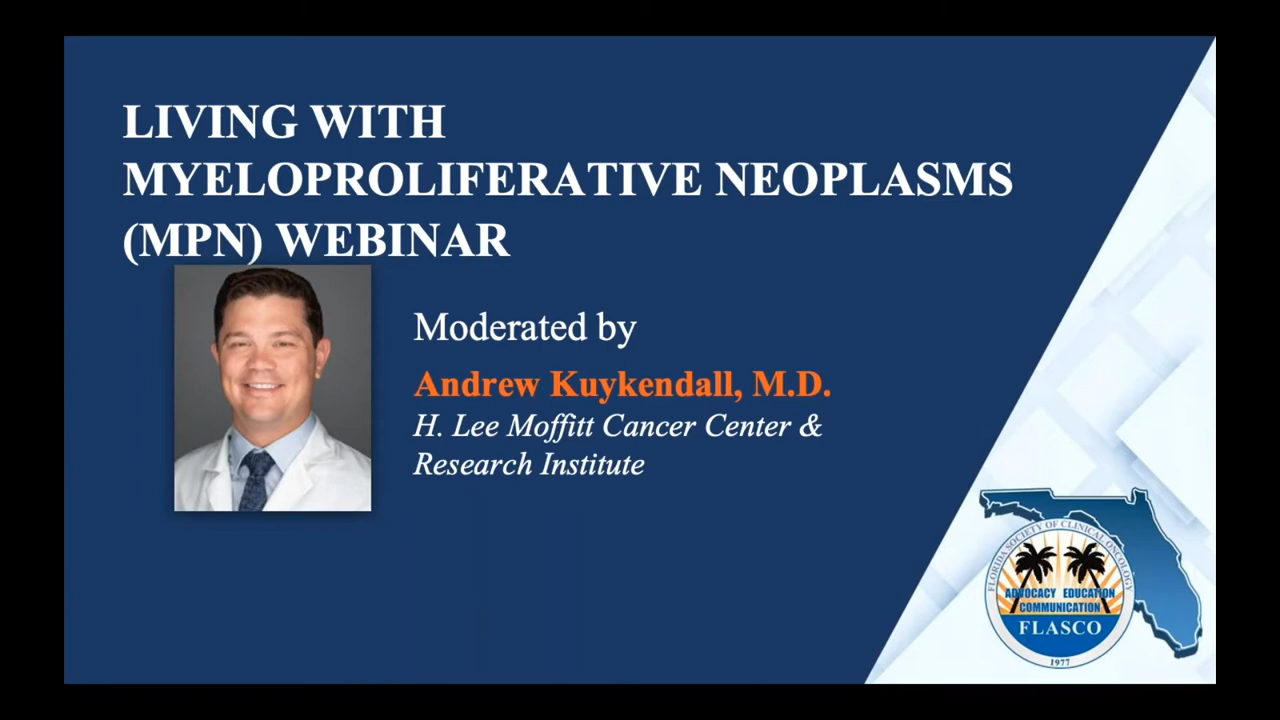 LIVING WITH
MYELOPROLIFERATIVE NEOPLASMS
(MPN) WEBINAR
Moderated by
Andrew Kuykendall, M.D.
H. Lee Moffitt Cancer Center &
Research Institute
FLORIDA SOCIETY OF CLINICAL ONCOLOGY
ADVOCACY EDUCATION
COMMUNICATION
FLASCO
1977